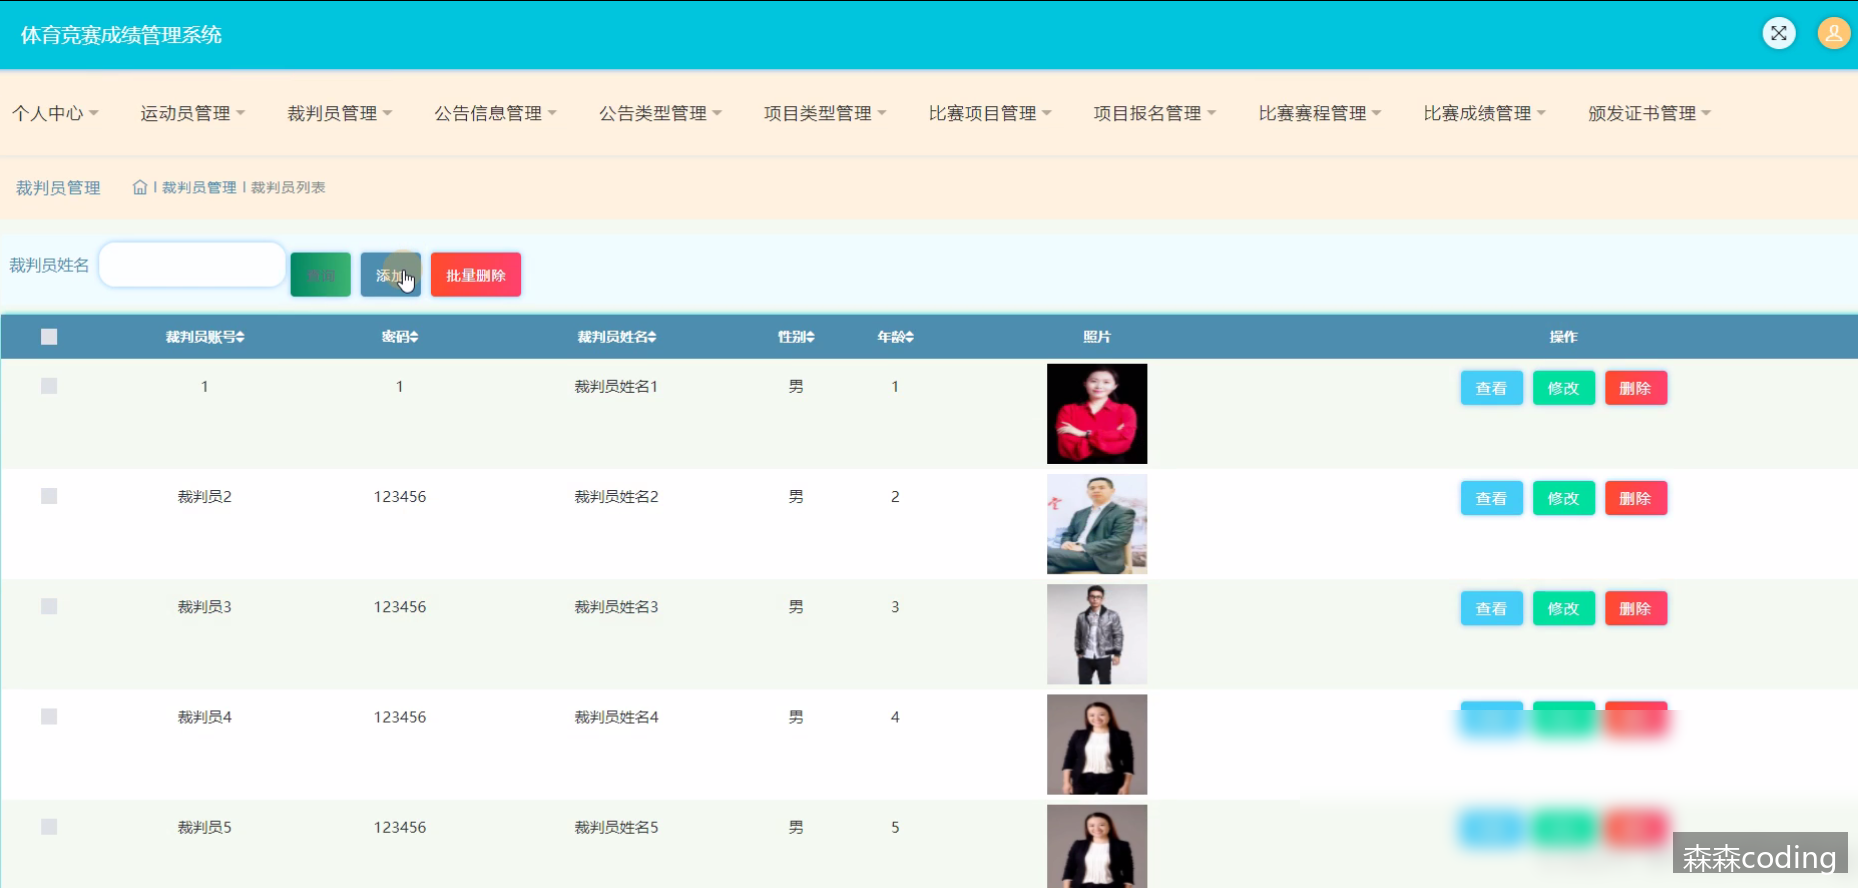 体育竞赛成绩管理系统
个人中心 运动员管理 裁判员管理 公告信息管理 公告类型管理 项目类型管理 比赛项目管理 项目报名管理 比赛赛程管理 比赛成绩管理 颁发证书管理
裁判员管理 裁判员管理 裁判员列表
裁判员姓名 查询 添加 批量删除
裁判员账号 密码 裁判员姓名 性别 年龄 照片 操作
1 1 裁判员姓名1 男 1 查看 修改 删除
裁判员2 123456 裁判员姓名2 男 2 查看 修改 删除
裁判员3 123456 裁判员姓名3 男 3 查看 修改 删除
裁判员4 123456 裁判员姓名4 男 4
裁判员5 123456 裁判员姓名5 男 5
森森coding